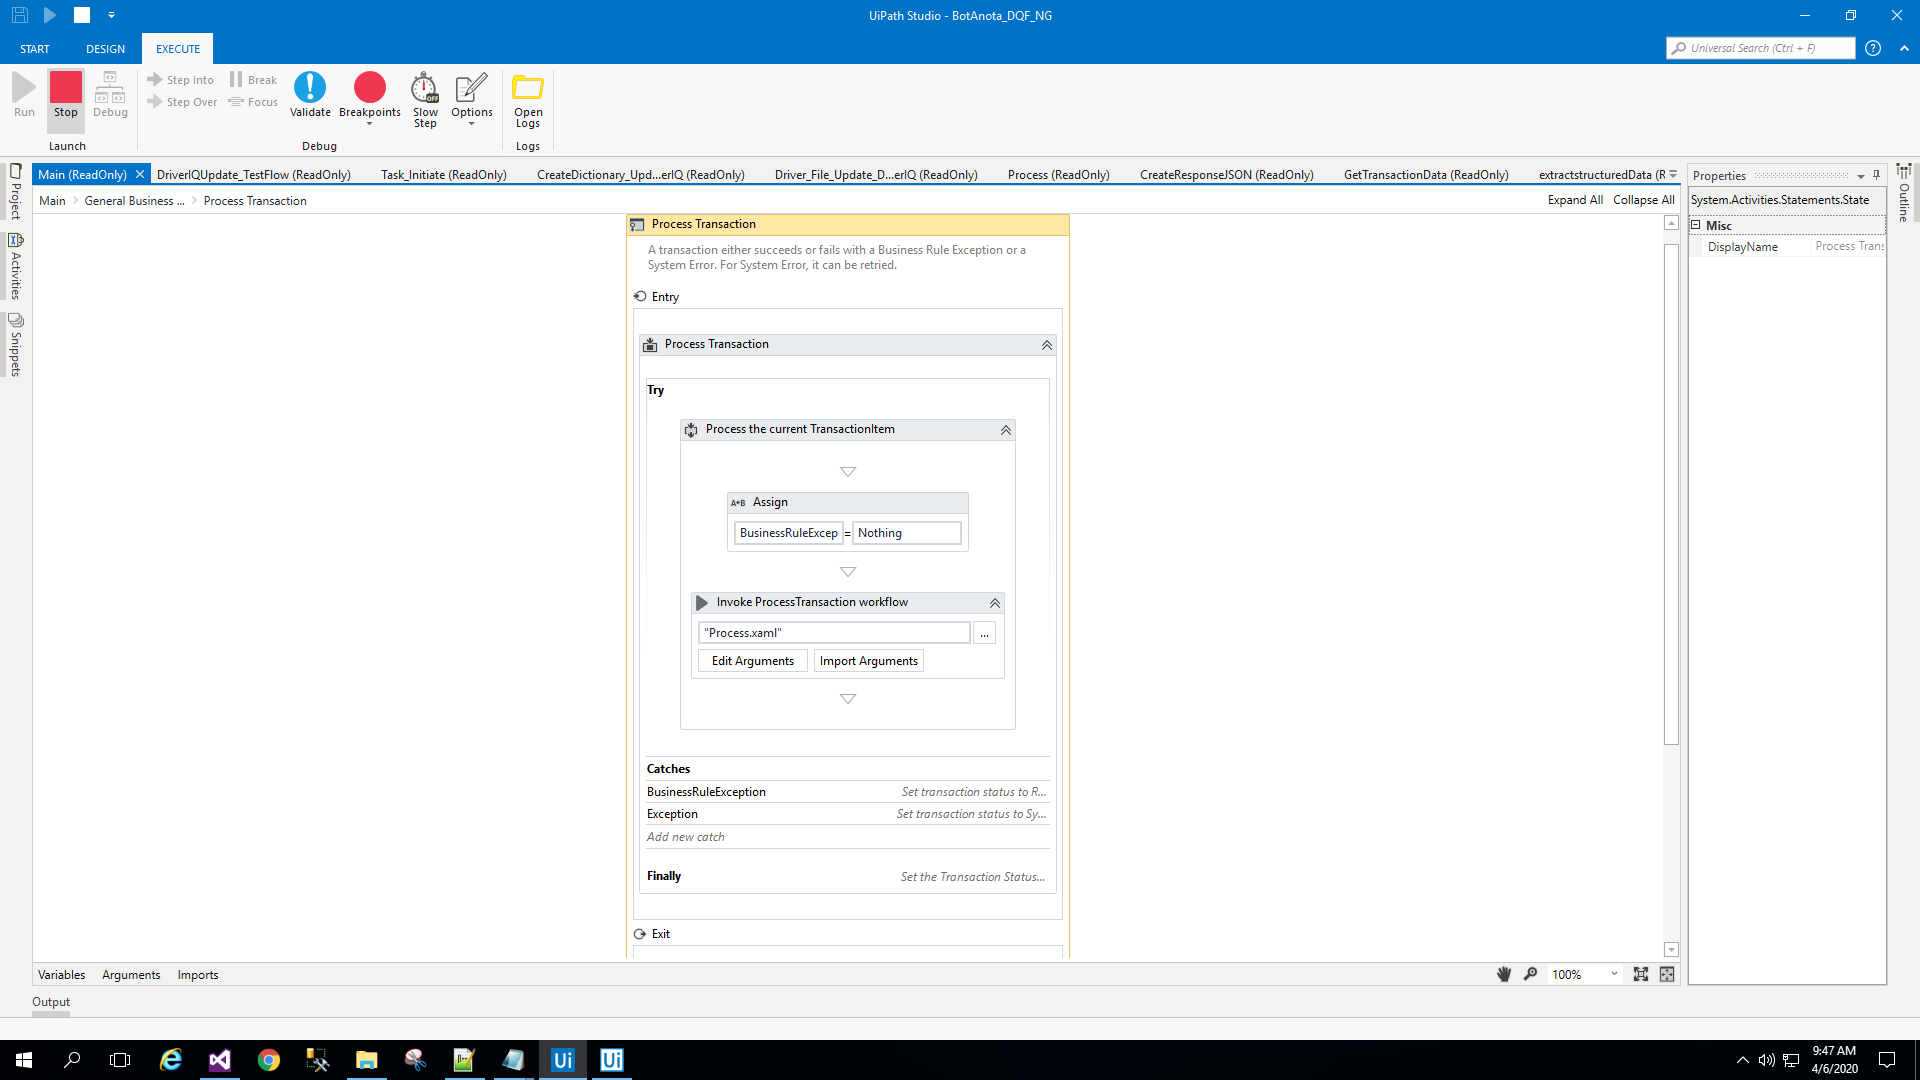 UiPath Studio - BotAnota_DQF_NG
START DESIGN EXECUTE
Universal Search (Ctrl + F)
Run Stop Debug
Step Into Break
Step Over Focus
Validate Breakpoints Slow Step Options Open Logs
Launch Debug Logs
Main (ReadOnly) DriverIQUpdate_TestFlow (ReadOnly) Task_Initiate (ReadOnly) CreateDictionary_Upd...erIQ (ReadOnly) Driver_File_Update_D...erIQ (ReadOnly) Process (ReadOnly) CreateResponseJSON (ReadOnly) GetTransactionData (ReadOnly) extractstructuredData (R
Main General Business ... Process Transaction
Expand All Collapse All
Project
Activities
Snippets
Process Transaction
A transaction either succeeds or fails with a Business Rule Exception or a
System Error. For System Error, it can be retried.
Entry
Process Transaction
Try
Process the current TransactionItem
A+B Assign
BusinessRuleExcep = Nothing
Invoke ProcessTransaction workflow
"Process.xaml" ...
Edit Arguments Import Arguments
Catches
BusinessRuleException Set transaction status to R...
Exception Set transaction status to Sy...
Add new catch
Finally Set the Transaction Status...
Exit
Properties
System.Activities.Statements.State
Misc
DisplayName Process Trans
Outline
Variables Arguments Imports
100%
Output
9:47 AM
4/6/2020